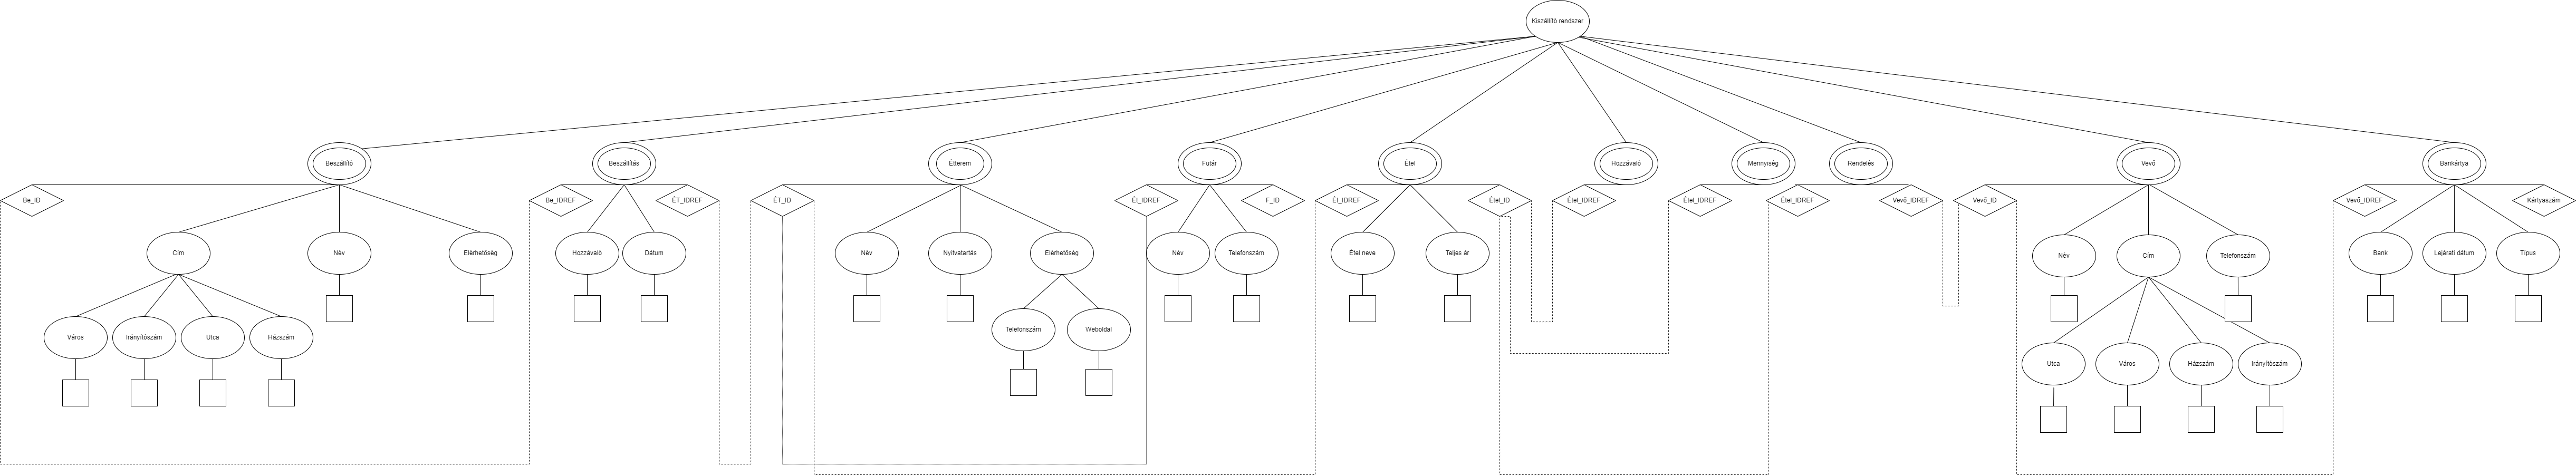 Kiszállító rendszer
Beszállító
Beszállítás
Étterem
Futár
Étel
Hozzávaló
Mennyiség
Rendelés
Vevő
Bankártya
Be_ID
Be_IDREF
ÉT_IDREF
ÉT_ID
Ét_IDREF
F_ID
Ét_IDREF
Étel_ID
Étel_IDREF
Étel_IDREF
Étel_IDREF
Vevő_IDREF
Vevő_ID
Vevő_IDREF
Kártyaszám
Cím
Név
Elérhetőség
Hozzávaló
Dátum
Név
Nyitvatartás
Elérhetőség
Név
Telefonszám
Étel neve
Teljes ár
Név
Cím
Telefonszám
Bank
Lejárati dátum
Típus
Város
Irányítószám
Utca
Házszám
Telefonszám
Weboldal
Utca
Város
Házszám
Irányítószám